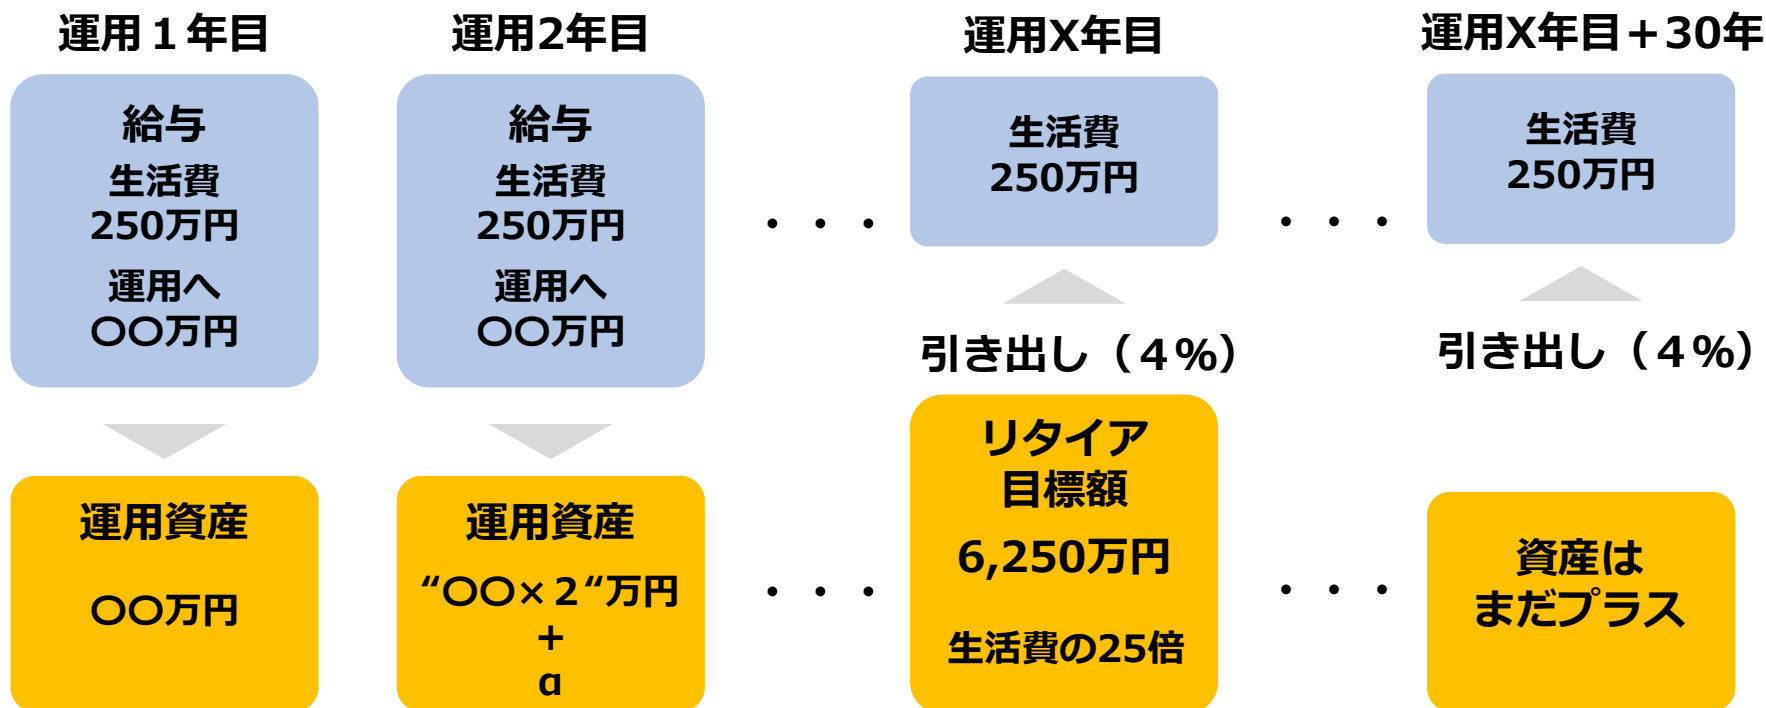 運用１年目
給与
生活費
250万円
運用へ
〇〇万円
運用資産
〇〇万円
運用2年目
給与
生活費
250万円
運用へ
〇〇万円
運用資産
“〇〇×２“万円
+
α
・・・
・・・
運用X年目
生活費
250万円
引き出し（４%）
リタイア
目標額
6,250万円
生活費の25倍
・・・
・・・
運用X年目＋30年
生活費
250万円
引き出し（４%）
資産は
まだプラス